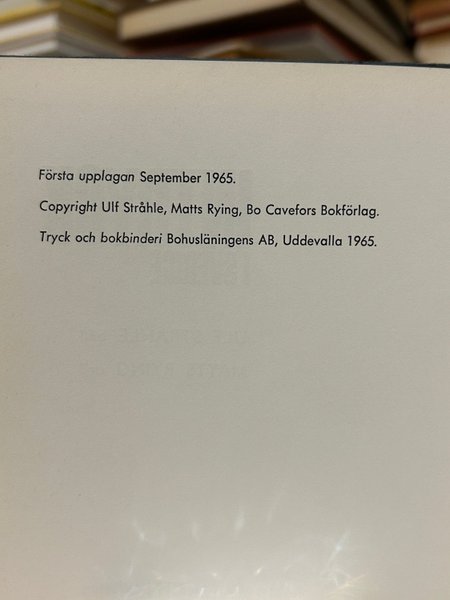 Första upplagan September 1965.
Copyright Ulf Stråhle, Matts Rying, Bo Cavefors Bokförlag.
Tryck och bokbinderi Bohusläningens AB, Uddevalla 1965.